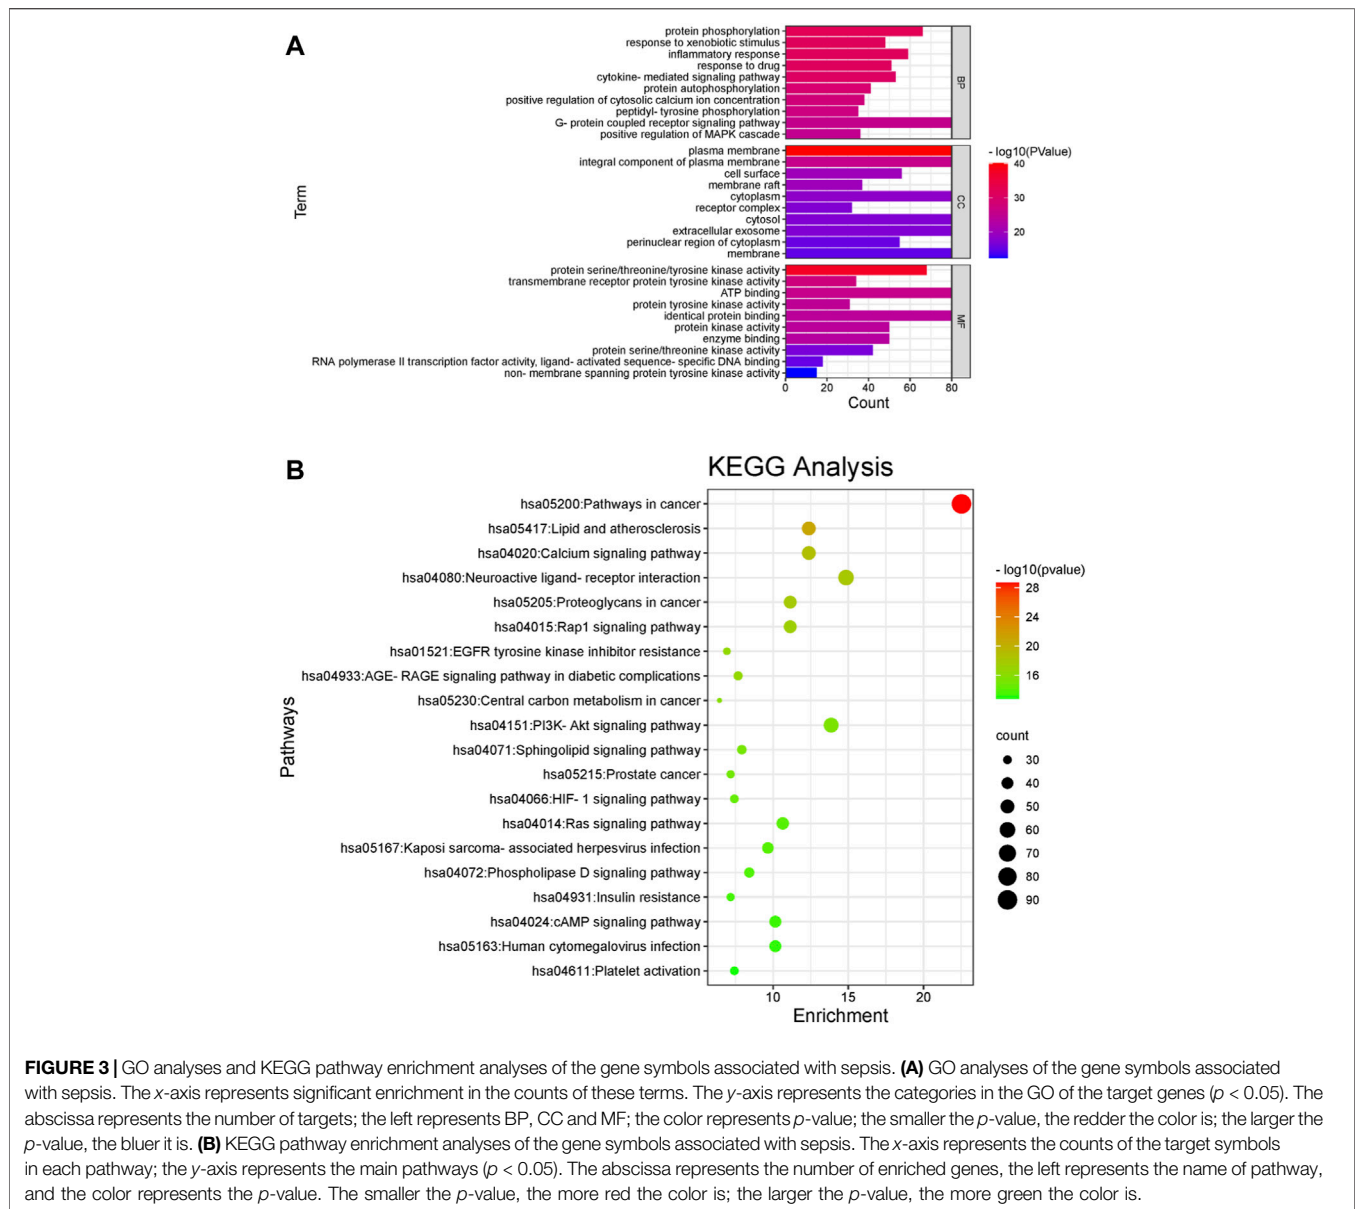 A
protein phosphorylation
response to xenobiotic stimulus
inflammatory response
response to drug
cytokine- mediated signaling pathway
protein autophosphorylation
positive regulation of cytosolic calcium ion concentration
peptidyl- tyrosine phosphorylation
G- protein coupled receptor signaling pathway
positive regulation of MAPK cascade
BP
plasma membrane
integral component of plasma membrane
cell surface
membrane raft
cytoplasm
receptor complex
cytosol
extracellular exosome
perinuclear region of cytoplasm
membrane
CC
protein serine/threonine/tyrosine kinase activity
transmembrane receptor protein tyrosine kinase activity
ATP binding
protein tyrosine kinase activity
identical protein binding
protein kinase activity
enzyme binding
protein serine/threonine kinase activity
RNA polymerase II transcription factor activity, ligand- activated sequence- specific DNA binding
non- membrane spanning protein tyrosine kinase activity
MF
Term
0 20 40 60 80
Count
- log10(PValue)
40
30
20
B
KEGG Analysis
hsa05200:Pathways in cancer
hsa05417:Lipid and atherosclerosis
hsa04020:Calcium signaling pathway
hsa04080:Neuroactive ligand- receptor interaction
hsa05205:Proteoglycans in cancer
hsa04015:Rap1 signaling pathway
hsa01521:EGFR tyrosine kinase inhibitor resistance
hsa04933:AGE- RAGE signaling pathway in diabetic complications
hsa05230:Central carbon metabolism in cancer
hsa04151:PI3K- Akt signaling pathway
hsa04071:Sphingolipid signaling pathway
hsa05215:Prostate cancer
hsa04066:HIF- 1 signaling pathway
hsa04014:Ras signaling pathway
hsa05167:Kaposi sarcoma- associated herpesvirus infection
hsa04072:Phospholipase D signaling pathway
hsa04931:Insulin resistance
hsa04024:cAMP signaling pathway
hsa05163:Human cytomegalovirus infection
hsa04611:Platelet activation
Pathways
10 15 20
Enrichment
- log10(pvalue)
28
24
20
16
count
30
40
50
60
70
80
90
FIGURE 3 | GO analyses and KEGG pathway enrichment analyses of the gene symbols associated with sepsis. (A) GO analyses of the gene symbols associated
with sepsis. The x-axis represents significant enrichment in the counts of these terms. The y-axis represents the categories in the GO of the target genes (p < 0.05). The
abscissa represents the number of targets; the left represents BP, CC and MF; the color represents p-value; the smaller the p-value, the redder the color is; the larger the
p-value, the bluer it is. (B) KEGG pathway enrichment analyses of the gene symbols associated with sepsis. The x-axis represents the counts of the target symbols
in each pathway; the y-axis represents the main pathways (p < 0.05). The abscissa represents the number of enriched genes, the left represents the name of pathway,
and the color represents the p-value. The smaller the p-value, the more red the color is; the larger the p-value, the more green the color is.